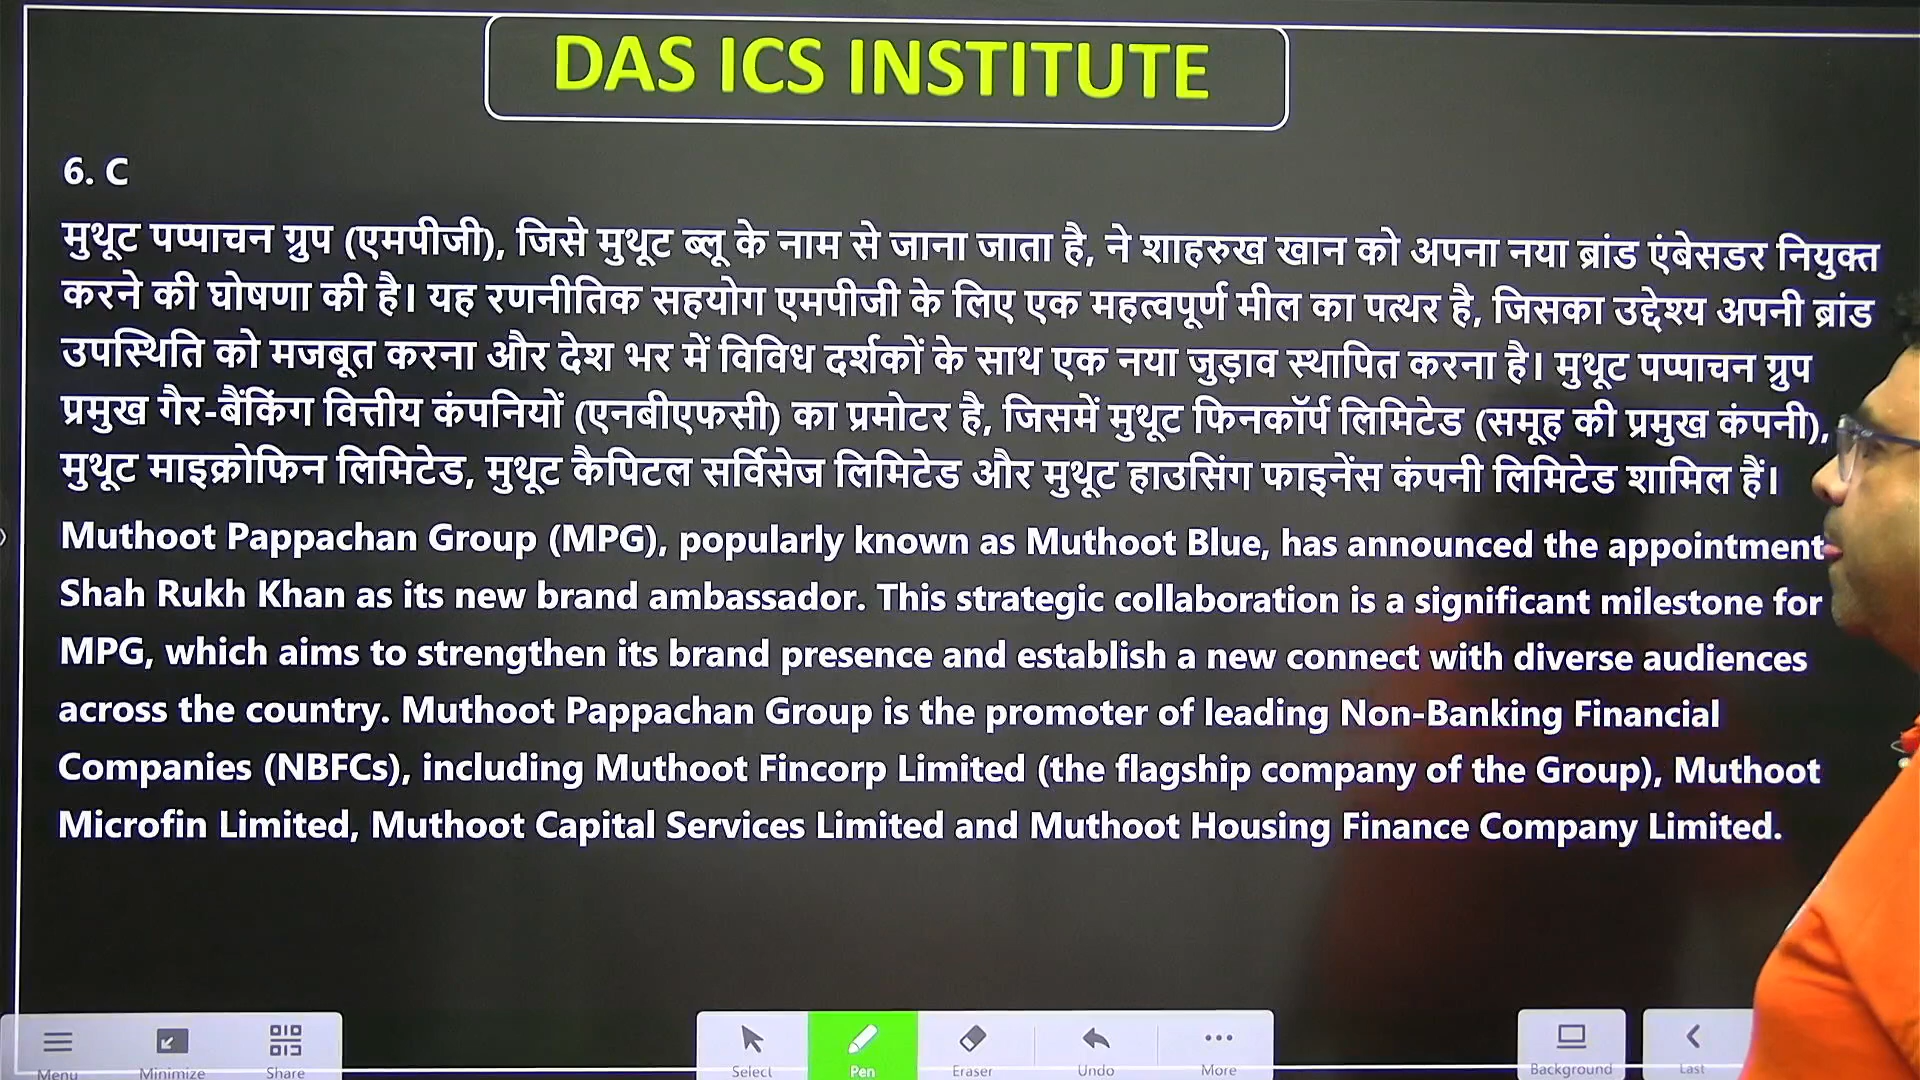 DAS ICS INSTITUTE
6. C
मुथूट पप्पाचन ग्रुप (एमपीजी), जिसे मुथूट ब्लू के नाम से जाना जाता है, ने शाहरुख खान को अपना नया ब्रांड एंबेसडर नियुक्त
करने की घोषणा की है। यह रणनीतिक सहयोग एमपीजी के लिए एक महत्वपूर्ण मील का पत्थर है, जिसका उद्देश्य अपनी ब्रांड
उपस्थिति को मजबूत करना और देश भर में विविध दर्शकों के साथ एक नया जुड़ाव स्थापित करना है। मुथूट पप्पाचन ग्रुप
प्रमुख गैर-बैंकिंग वित्तीय कंपनियों (एनबीएफसी) का प्रमोटर है, जिसमें मुथूट फिनकॉर्प लिमिटेड (समूह की प्रमुख कंपनी),
मुथूट माइक्रोफिन लिमिटेड, मुथूट कैपिटल सर्विसेज लिमिटेड और मुथूट हाउसिंग फाइनेंस कंपनी लिमिटेड शामिल हैं।
Muthoot Pappachan Group (MPG), popularly known as Muthoot Blue, has announced the appointment
Shah Rukh Khan as its new brand ambassador. This strategic collaboration is a significant milestone for
MPG, which aims to strengthen its brand presence and establish a new connect with diverse audiences
across the country. Muthoot Pappachan Group is the promoter of leading Non-Banking Financial
Companies (NBFCs), including Muthoot Fincorp Limited (the flagship company of the Group), Muthoot
Microfin Limited, Muthoot Capital Services Limited and Muthoot Housing Finance Company Limited.
Menu Minimize Share Select Pen Eraser Undo More Background Last